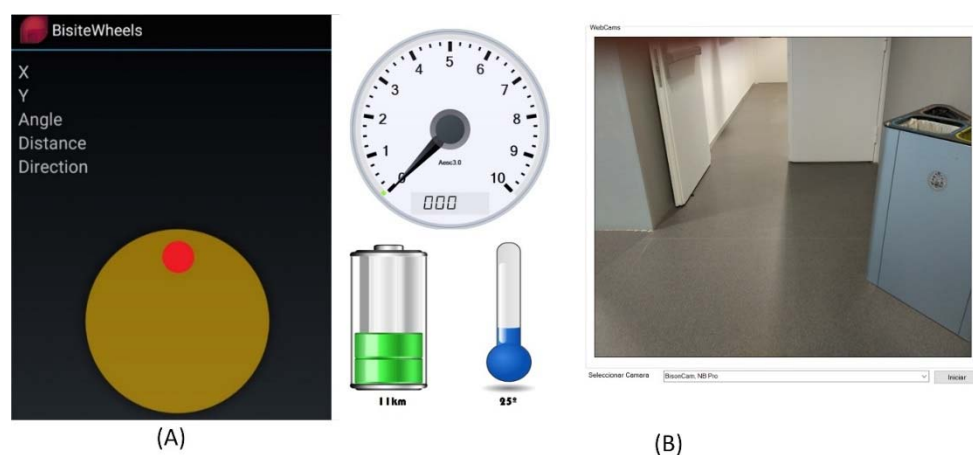 BisiteWheels
X
Y
Angle
Distance
Direction
(A)
0 1 2 3 4 5 6 7 8 9 10
000
11km
25º
WebCams
Seleccionar Camera
BisonCam, NB Pro
Iniciar
(B)